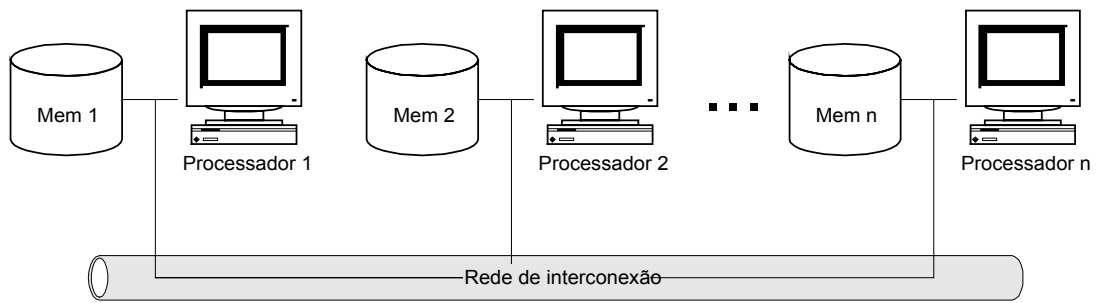 Mem 1
Processador 1
Mem 2
Processador 2
Mem n
Processador n
Rede de interconexão